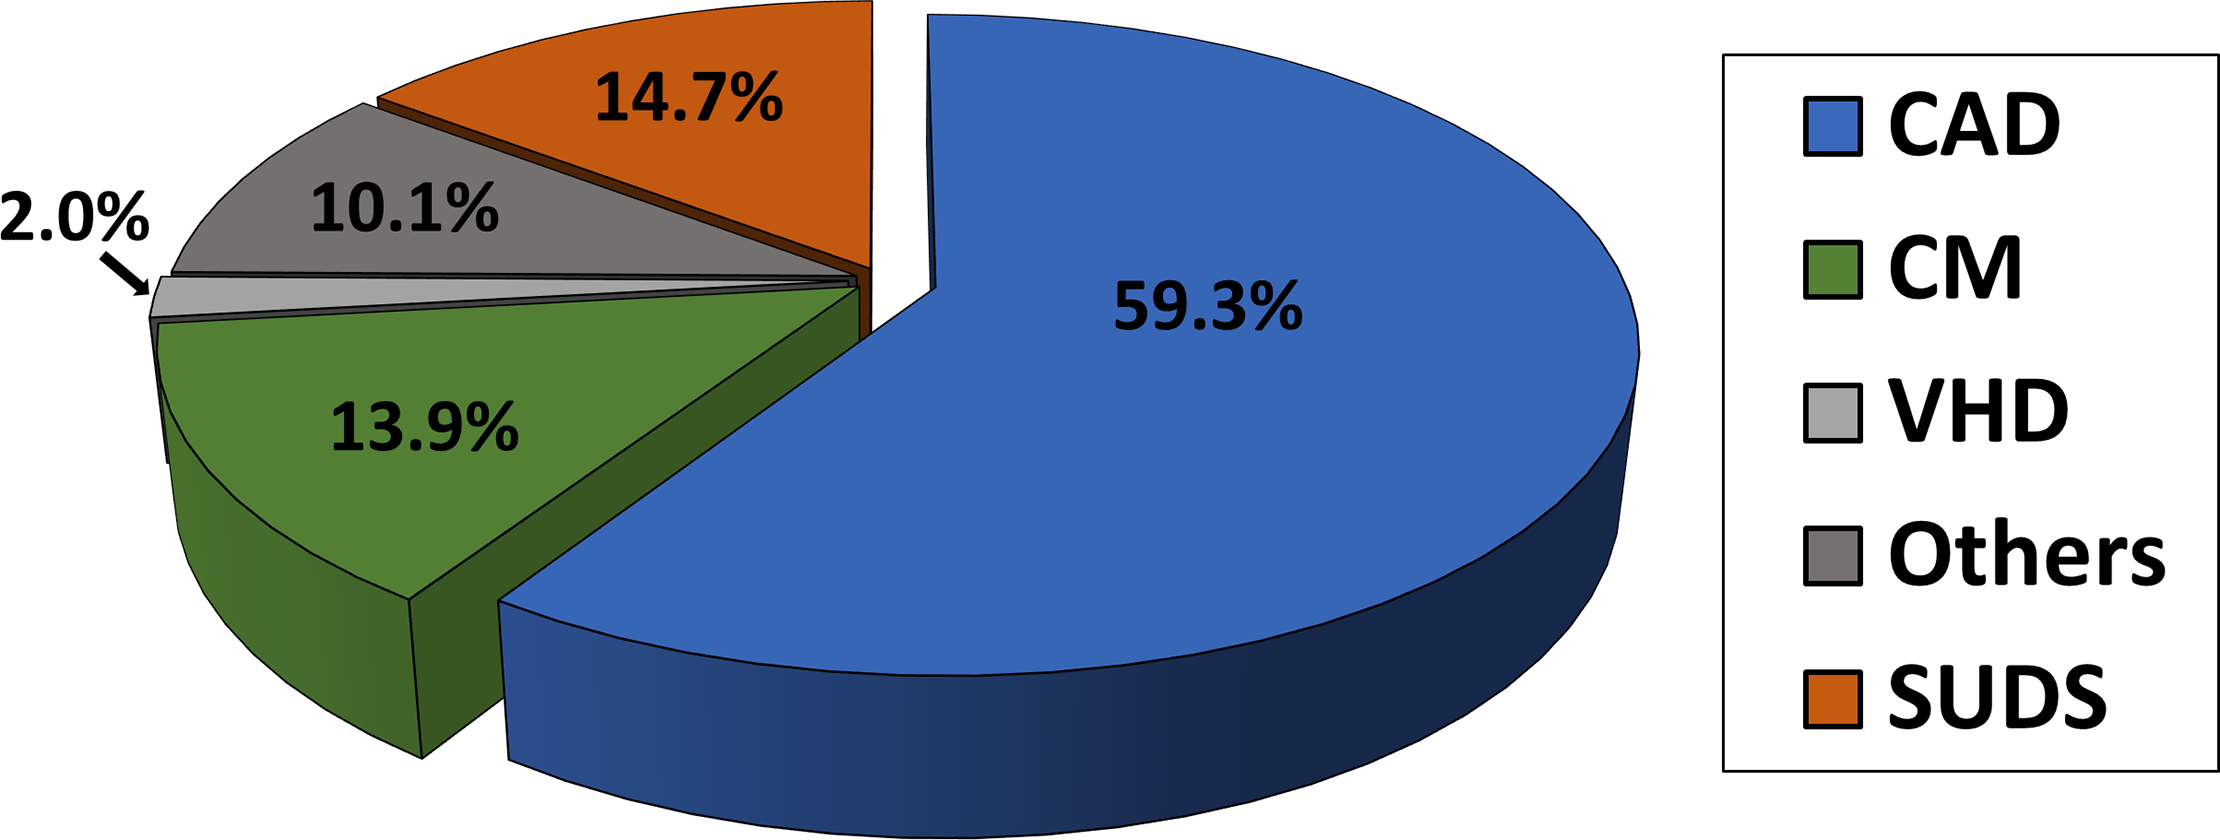 14.7%
10.1%
2.0%
59.3%
13.9%
CAD
CM
VHD
Others
SUDS